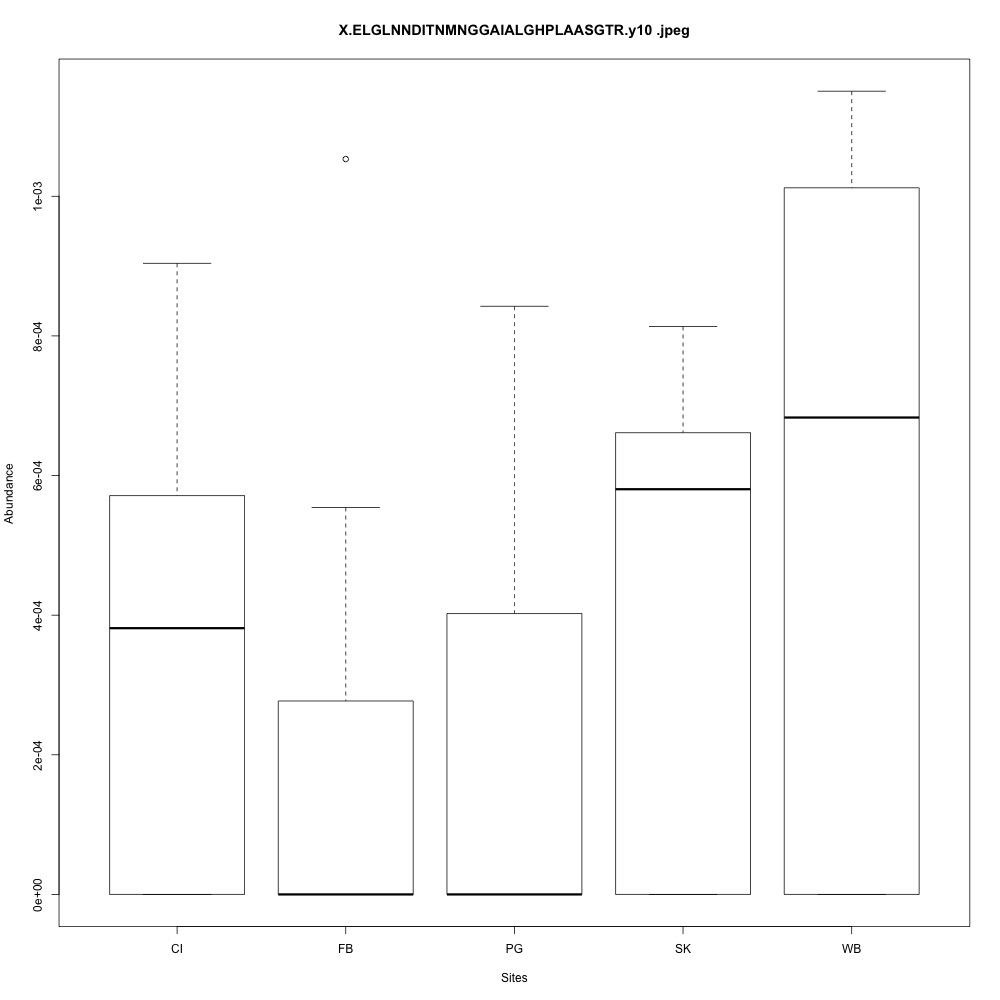 X.ELGLNNDITNMNGGAIALGHPLAASGTR.y10 .jpeg
Abundance
1e-03
8e-04
6e-04
4e-04
2e-04
0e+00
CI FB PG SK WB
Sites